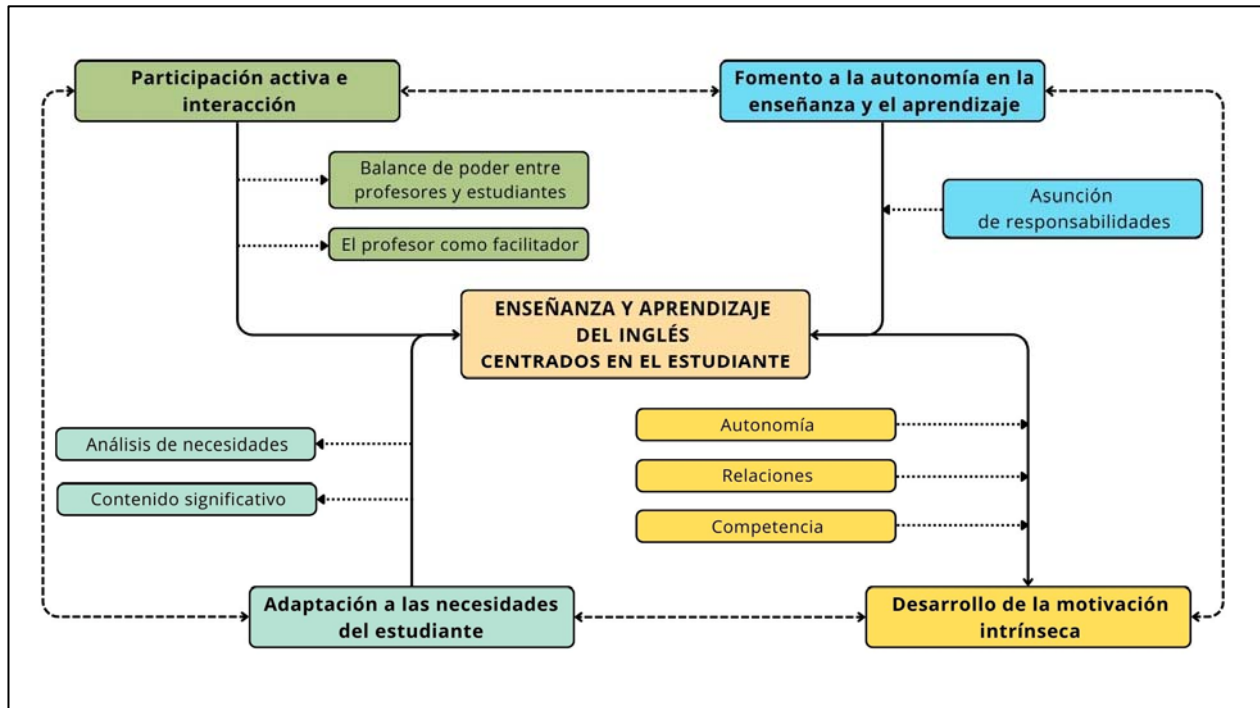 Participación activa e
interacción
Fomento a la autonomía en la
enseñanza y el aprendizaje
Balance de poder entre
profesores y estudiantes
El profesor como facilitador
Asunción
de responsabilidades
ENSEÑANZA Y APRENDIZAJE
DEL INGLÉS
CENTRADOS EN EL ESTUDIANTE
Análisis de necesidades
Contenido significativo
Autonomía
Relaciones
Competencia
Adaptación a las necesidades
del estudiante
Desarrollo de la motivación
intrínseca